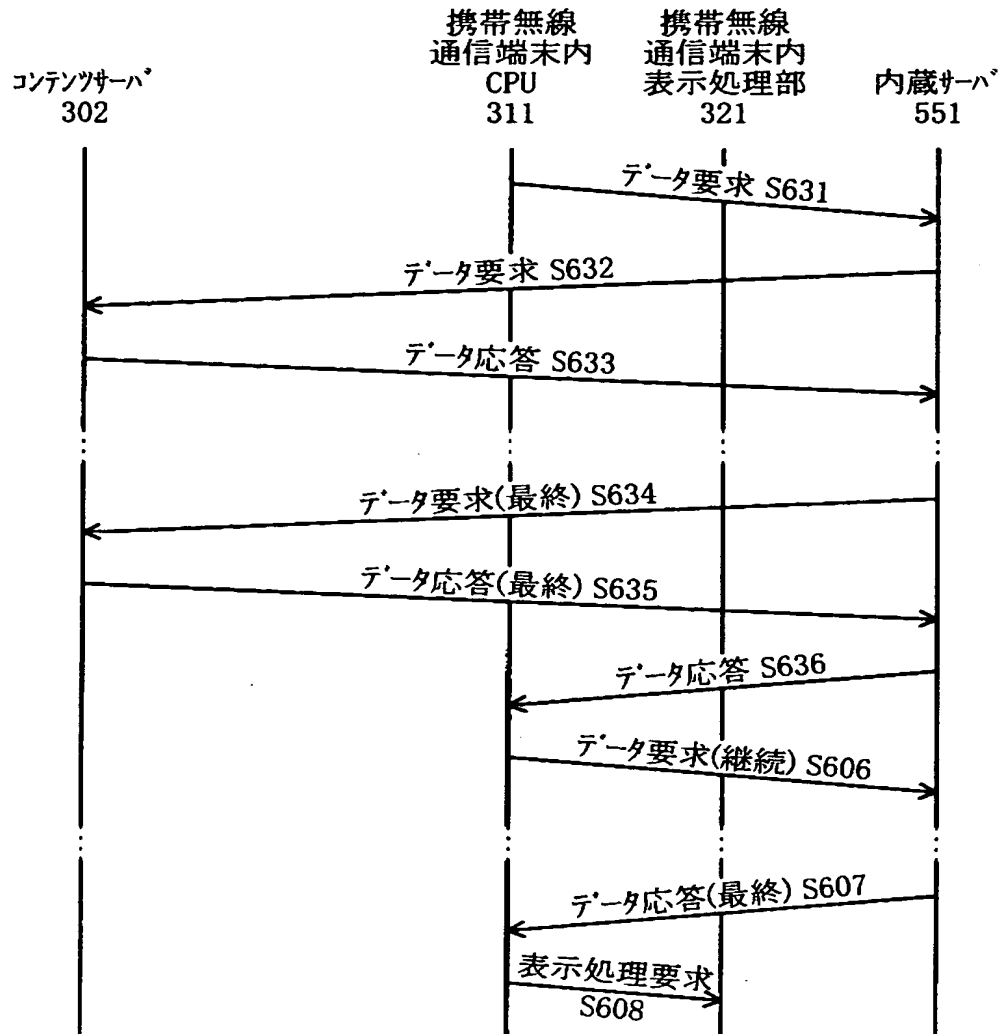 コンテンツサーバ
302
携帯無線
通信端末内
CPU
311
携帯無線
通信端末内
表示処理部
321
内蔵サーバ
551
データ要求 S631
データ要求 S632
データ応答 S633
データ要求(最終) S634
データ応答(最終) S635
データ応答 S636
データ要求(継続) S606
データ応答(最終) S607
表示処理要求
S608